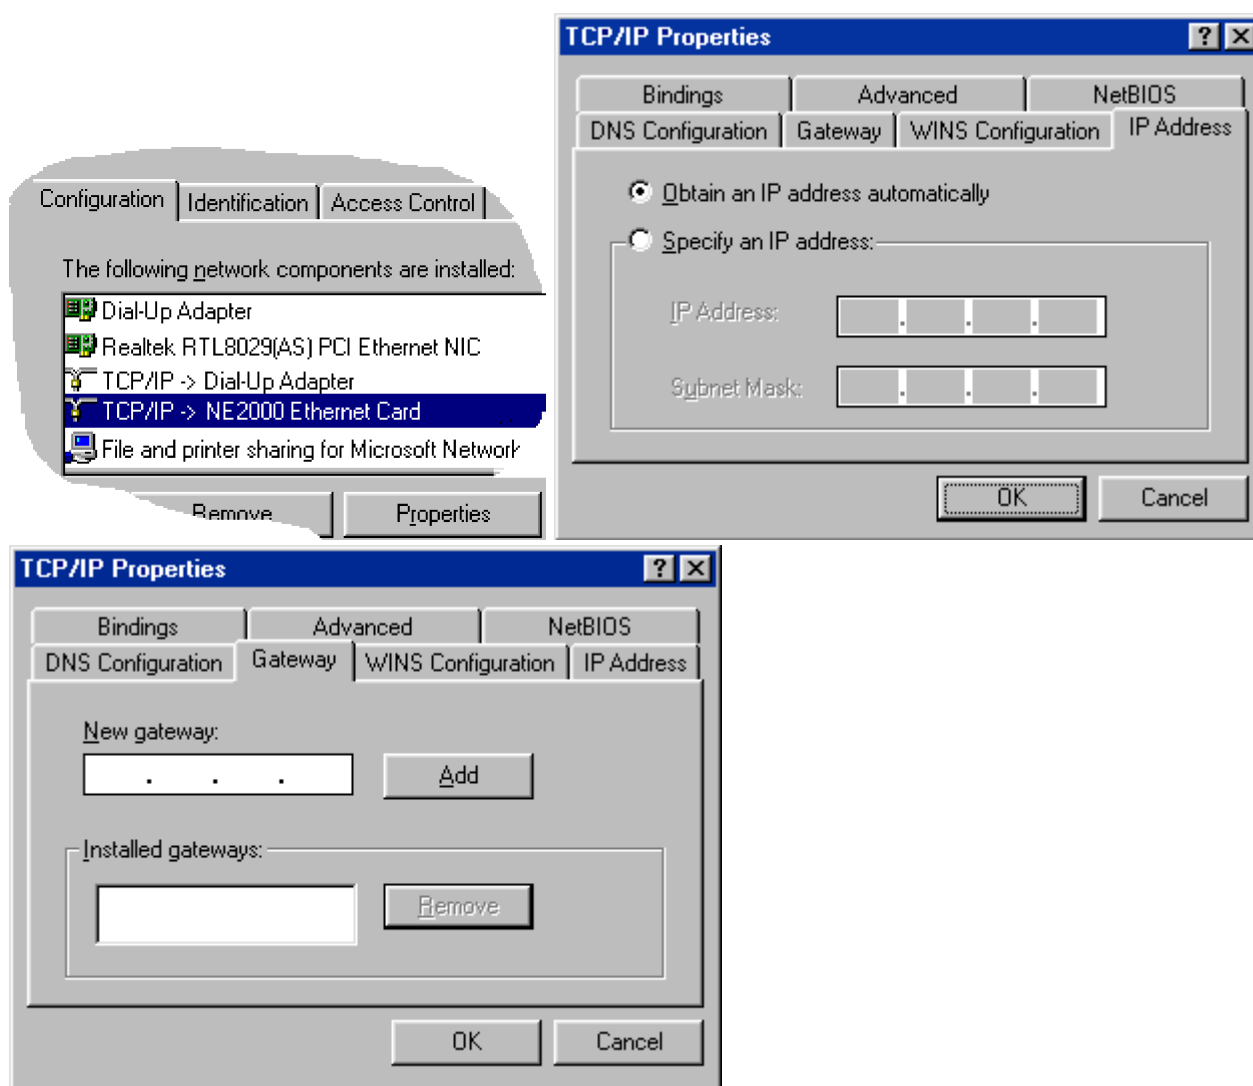 TCP/IP Properties
Bindings Advanced NetBIOS
DNS Configuration Gateway WINS Configuration IP Address
Obtain an IP address automatically
Specify an IP address:
IP Address: . . .
Subnet Mask: . . .
OK Cancel
Configuration Identification Access Control
The following network components are installed:
Dial-Up Adapter
Realtek RTL8029(AS) PCI Ethernet NIC
TCP/IP -> Dial-Up Adapter
TCP/IP -> NE2000 Ethernet Card
File and printer sharing for Microsoft Network
Remove Properties
TCP/IP Properties
Bindings Advanced NetBIOS
DNS Configuration Gateway WINS Configuration IP Address
New gateway:
. . . Add
Installed gateways:
Remove
OK Cancel